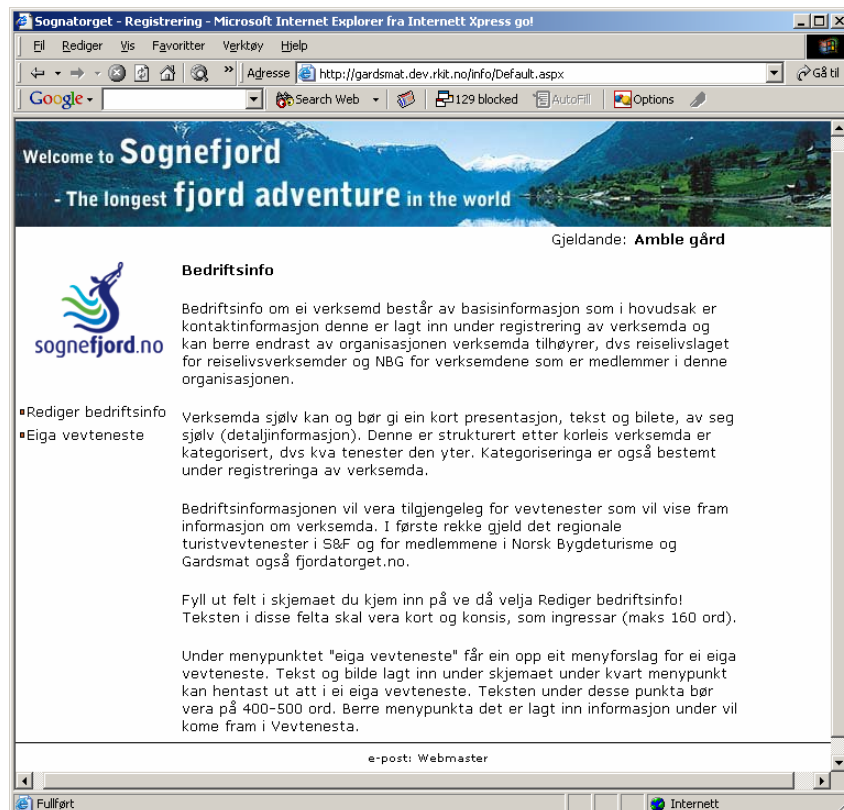 Sognatorget - Registrering - Microsoft Internet Explorer fra Internett Xpress go!
Fil Rediger Vis Favoritter Verktøy Hjelp
» Adresse http://gardsmat.dev.rkit.no/info/Default.aspx Gå til
Google Search Web 129 blocked AutoFill Options
Welcome to Sognefjord
- The longest fjord adventure in the world
Gjeldande: Amble gård
sognefjord.no
Rediger bedriftsinfo
Eiga vevteneste
Bedriftsinfo
Bedriftsinfo om ei verksemd består av basisinformasjon som i hovudsak er
kontaktinformasjon denne er lagt inn under registrering av verksemda og
kan berre endrast av organisasjonen verksemda tilhøyrer, dvs reiselivslaget
for reiselivsverksemder og NBG for verksemdene som er medlemmer i denne
organisasjonen.
Verksemda sjølv kan og bør gi ein kort presentasjon, tekst og bilete, av seg
sjølv (detaljinformasjon). Denne er strukturert etter korleis verksemda er
kategorisert, dvs kva tenester den yter. Kategoriseringa er også bestemt
under registreringa av verksemda.
Bedriftsinformasjonen vil vera tilgjengeleg for vevtenester som vil vise fram
informasjon om verksemda. I første rekke gjeld det regionale
turistvevtenester i S&F og for medlemmene i Norsk Bygdeturisme og
Gardsmat også fjordatorget.no.
Fyll ut felt i skjemaet du kjem inn på ve då velja Rediger bedriftsinfo!
Teksten i disse felta skal vera kort og konsis, som ingressar (maks 160 ord).
Under menypunktet "eiga vevteneste" får ein opp eit menyforslag for ei eiga
vevteneste. Tekst og bilde lagt inn under skjemaet under kvart menypunkt
kan hentast ut att i ei eiga vevteneste. Teksten under desse punkta bør
vera på 400-500 ord. Berre menypunkta det er lagt inn informasjon under vil
kome fram i Vevtenesta.
e-post: Webmaster
Fullført Internett